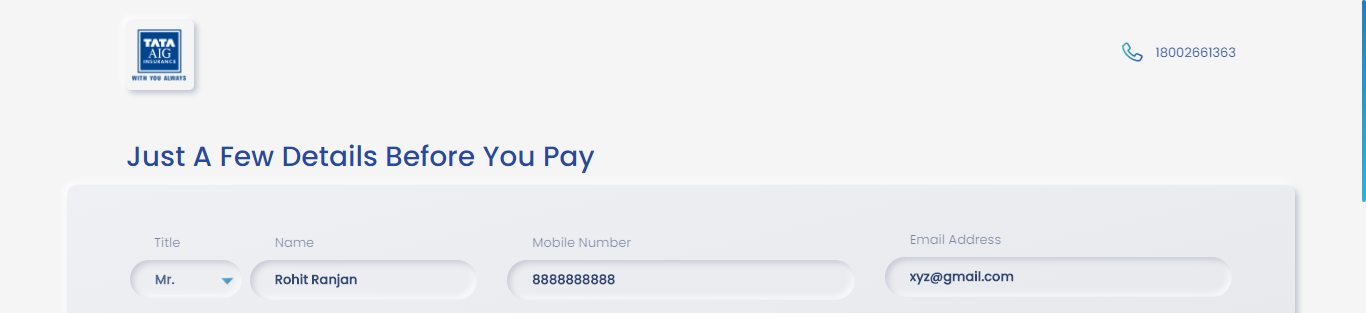 TATA
AIG
INSURANCE
WITH YOU ALWAYS
18002661363
Just A Few Details Before You Pay
Title
Name
Mobile Number
Email Address
Mr.
Rohit Ranjan
8888888888
xyz@gmail.com